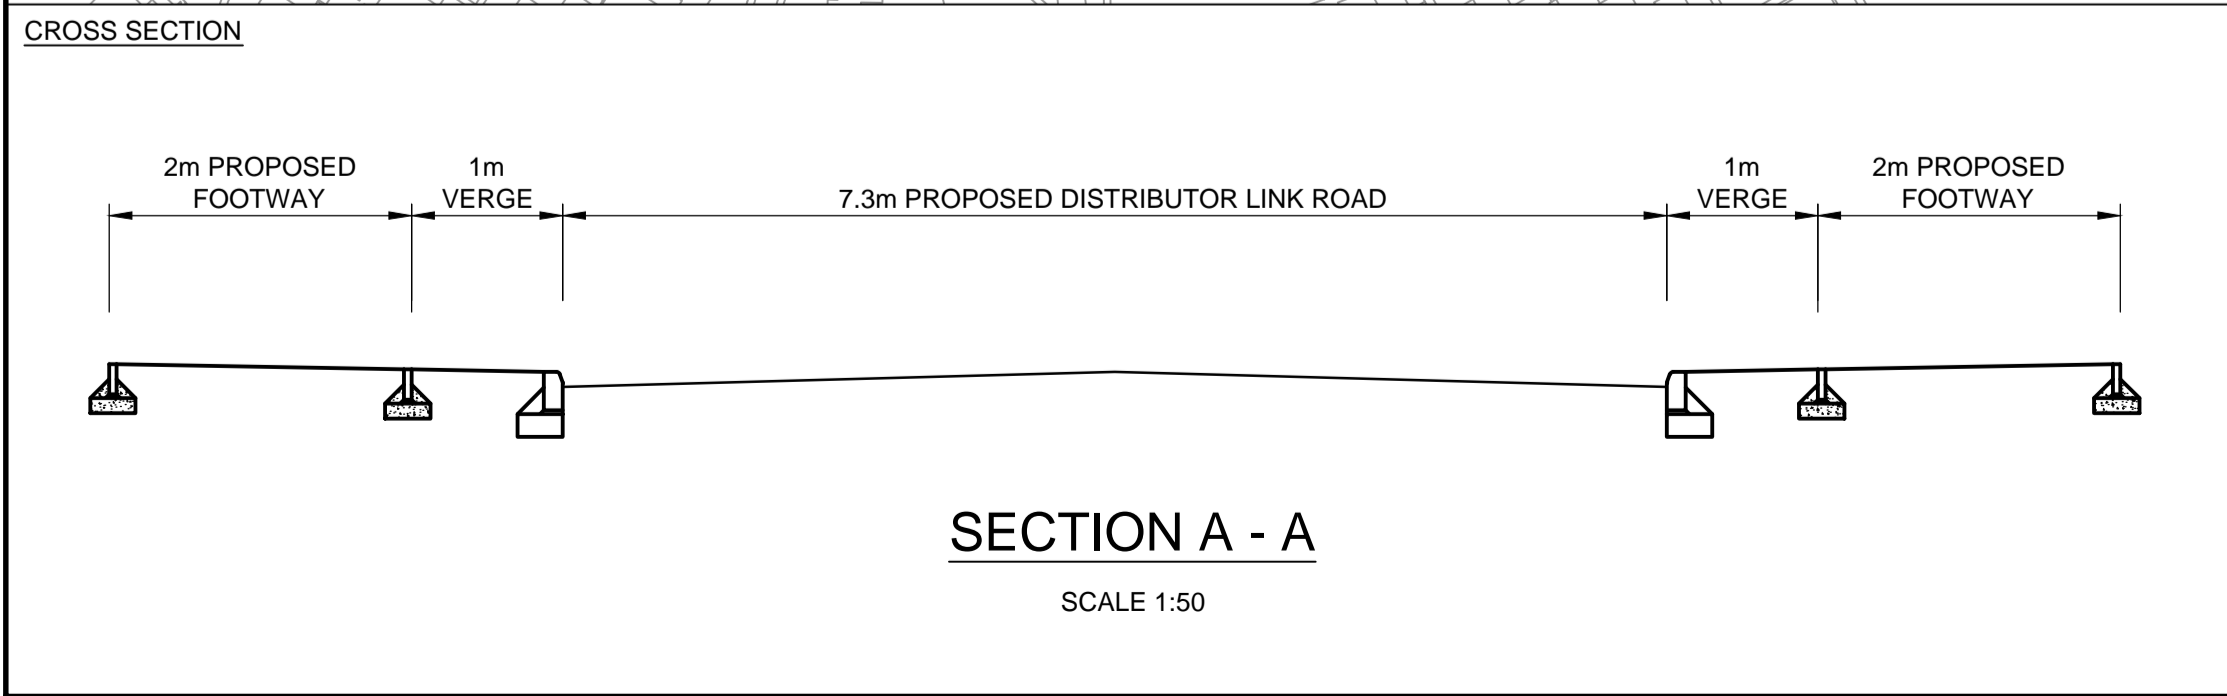 CROSS SECTION
2m PROPOSED
FOOTWAY
1m
VERGE
7.3m PROPOSED DISTRIBUTOR LINK ROAD
1m
VERGE
2m PROPOSED
FOOTWAY
SECTION A - A
SCALE 1:50